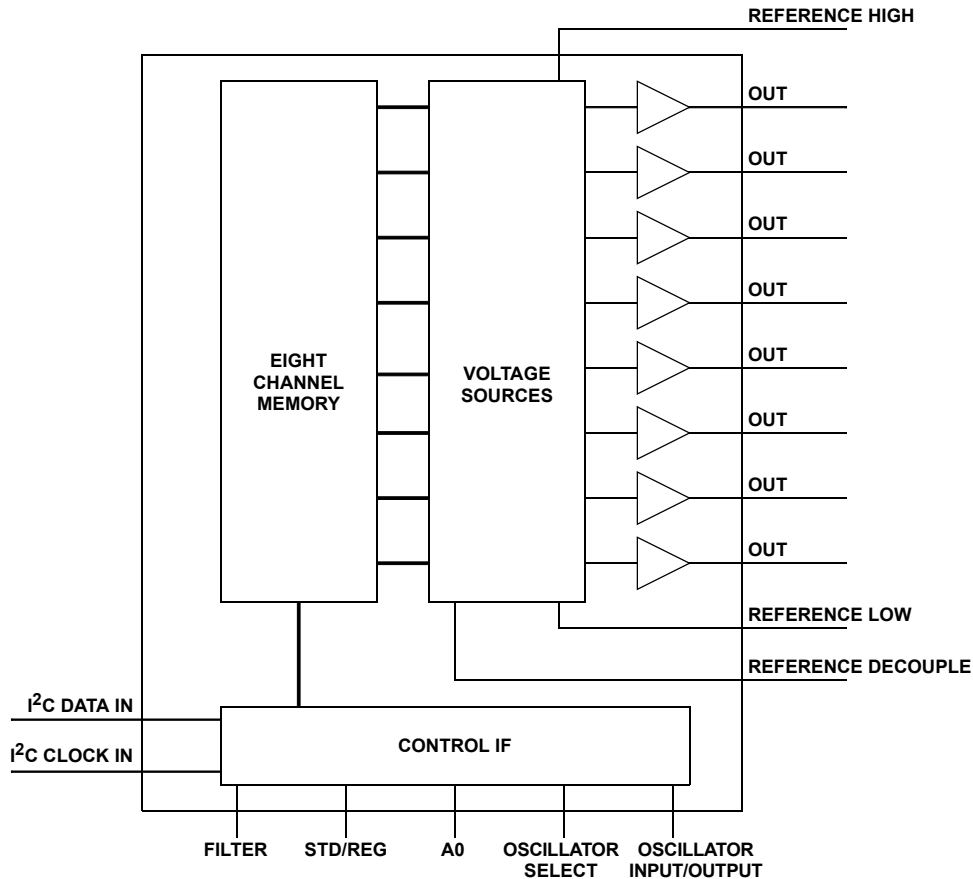 REFERENCE HIGH
OUT
OUT
OUT
OUT
EIGHT
CHANNEL
MEMORY
VOLTAGE
SOURCES
OUT
OUT
OUT
OUT
REFERENCE LOW
REFERENCE DECOUPLE
I²C DATA IN
I²C CLOCK IN
CONTROL IF
FILTER
STD/REG
A0
OSCILLATOR
SELECT
OSCILLATOR
INPUT/OUTPUT